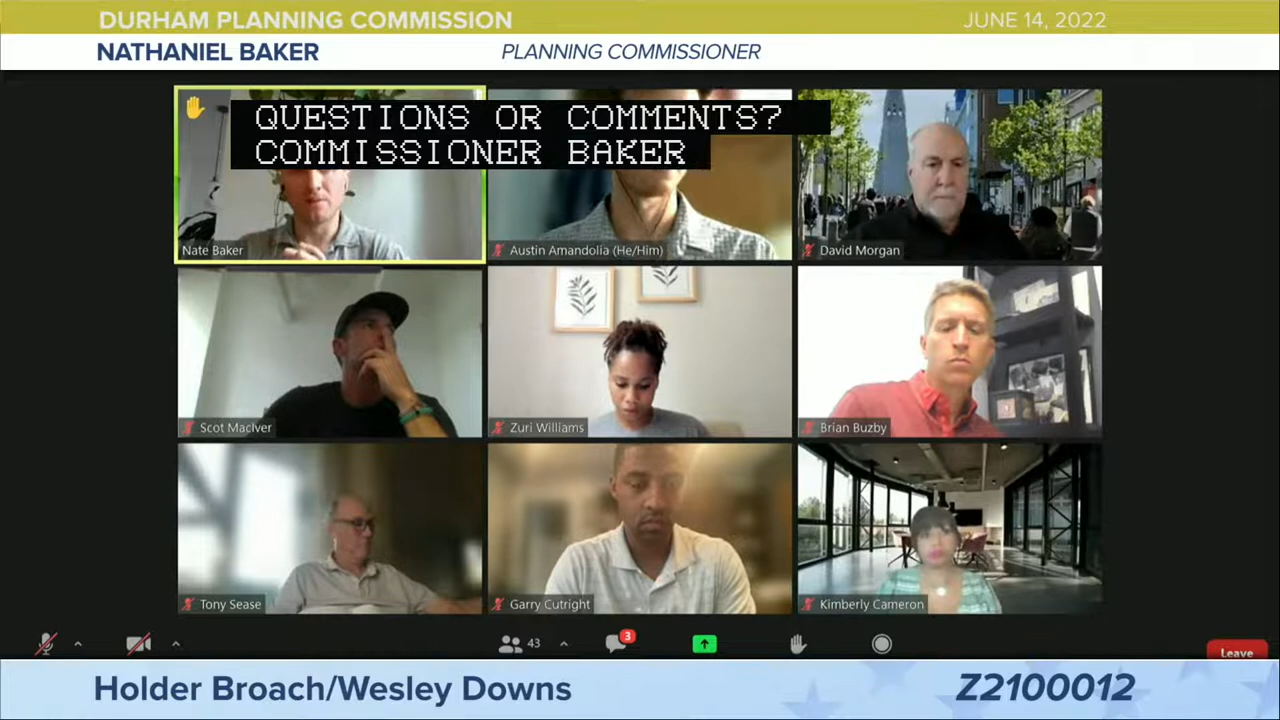 DURHAM PLANNING COMMISSION JUNE 14, 2022
NATHANIEL BAKER PLANNING COMMISSIONER
QUESTIONS OR COMMENTS?
COMMISSIONER BAKER
Nate Baker
Austin Amandolia (He/Him)
David Morgan
Scot MacIver
Zuri Williams
Brian Buzby
Tony Sease
Garry Cutright
Kimberly Cameron
43
3
Leave
Holder Broach/Wesley Downs Z2100012